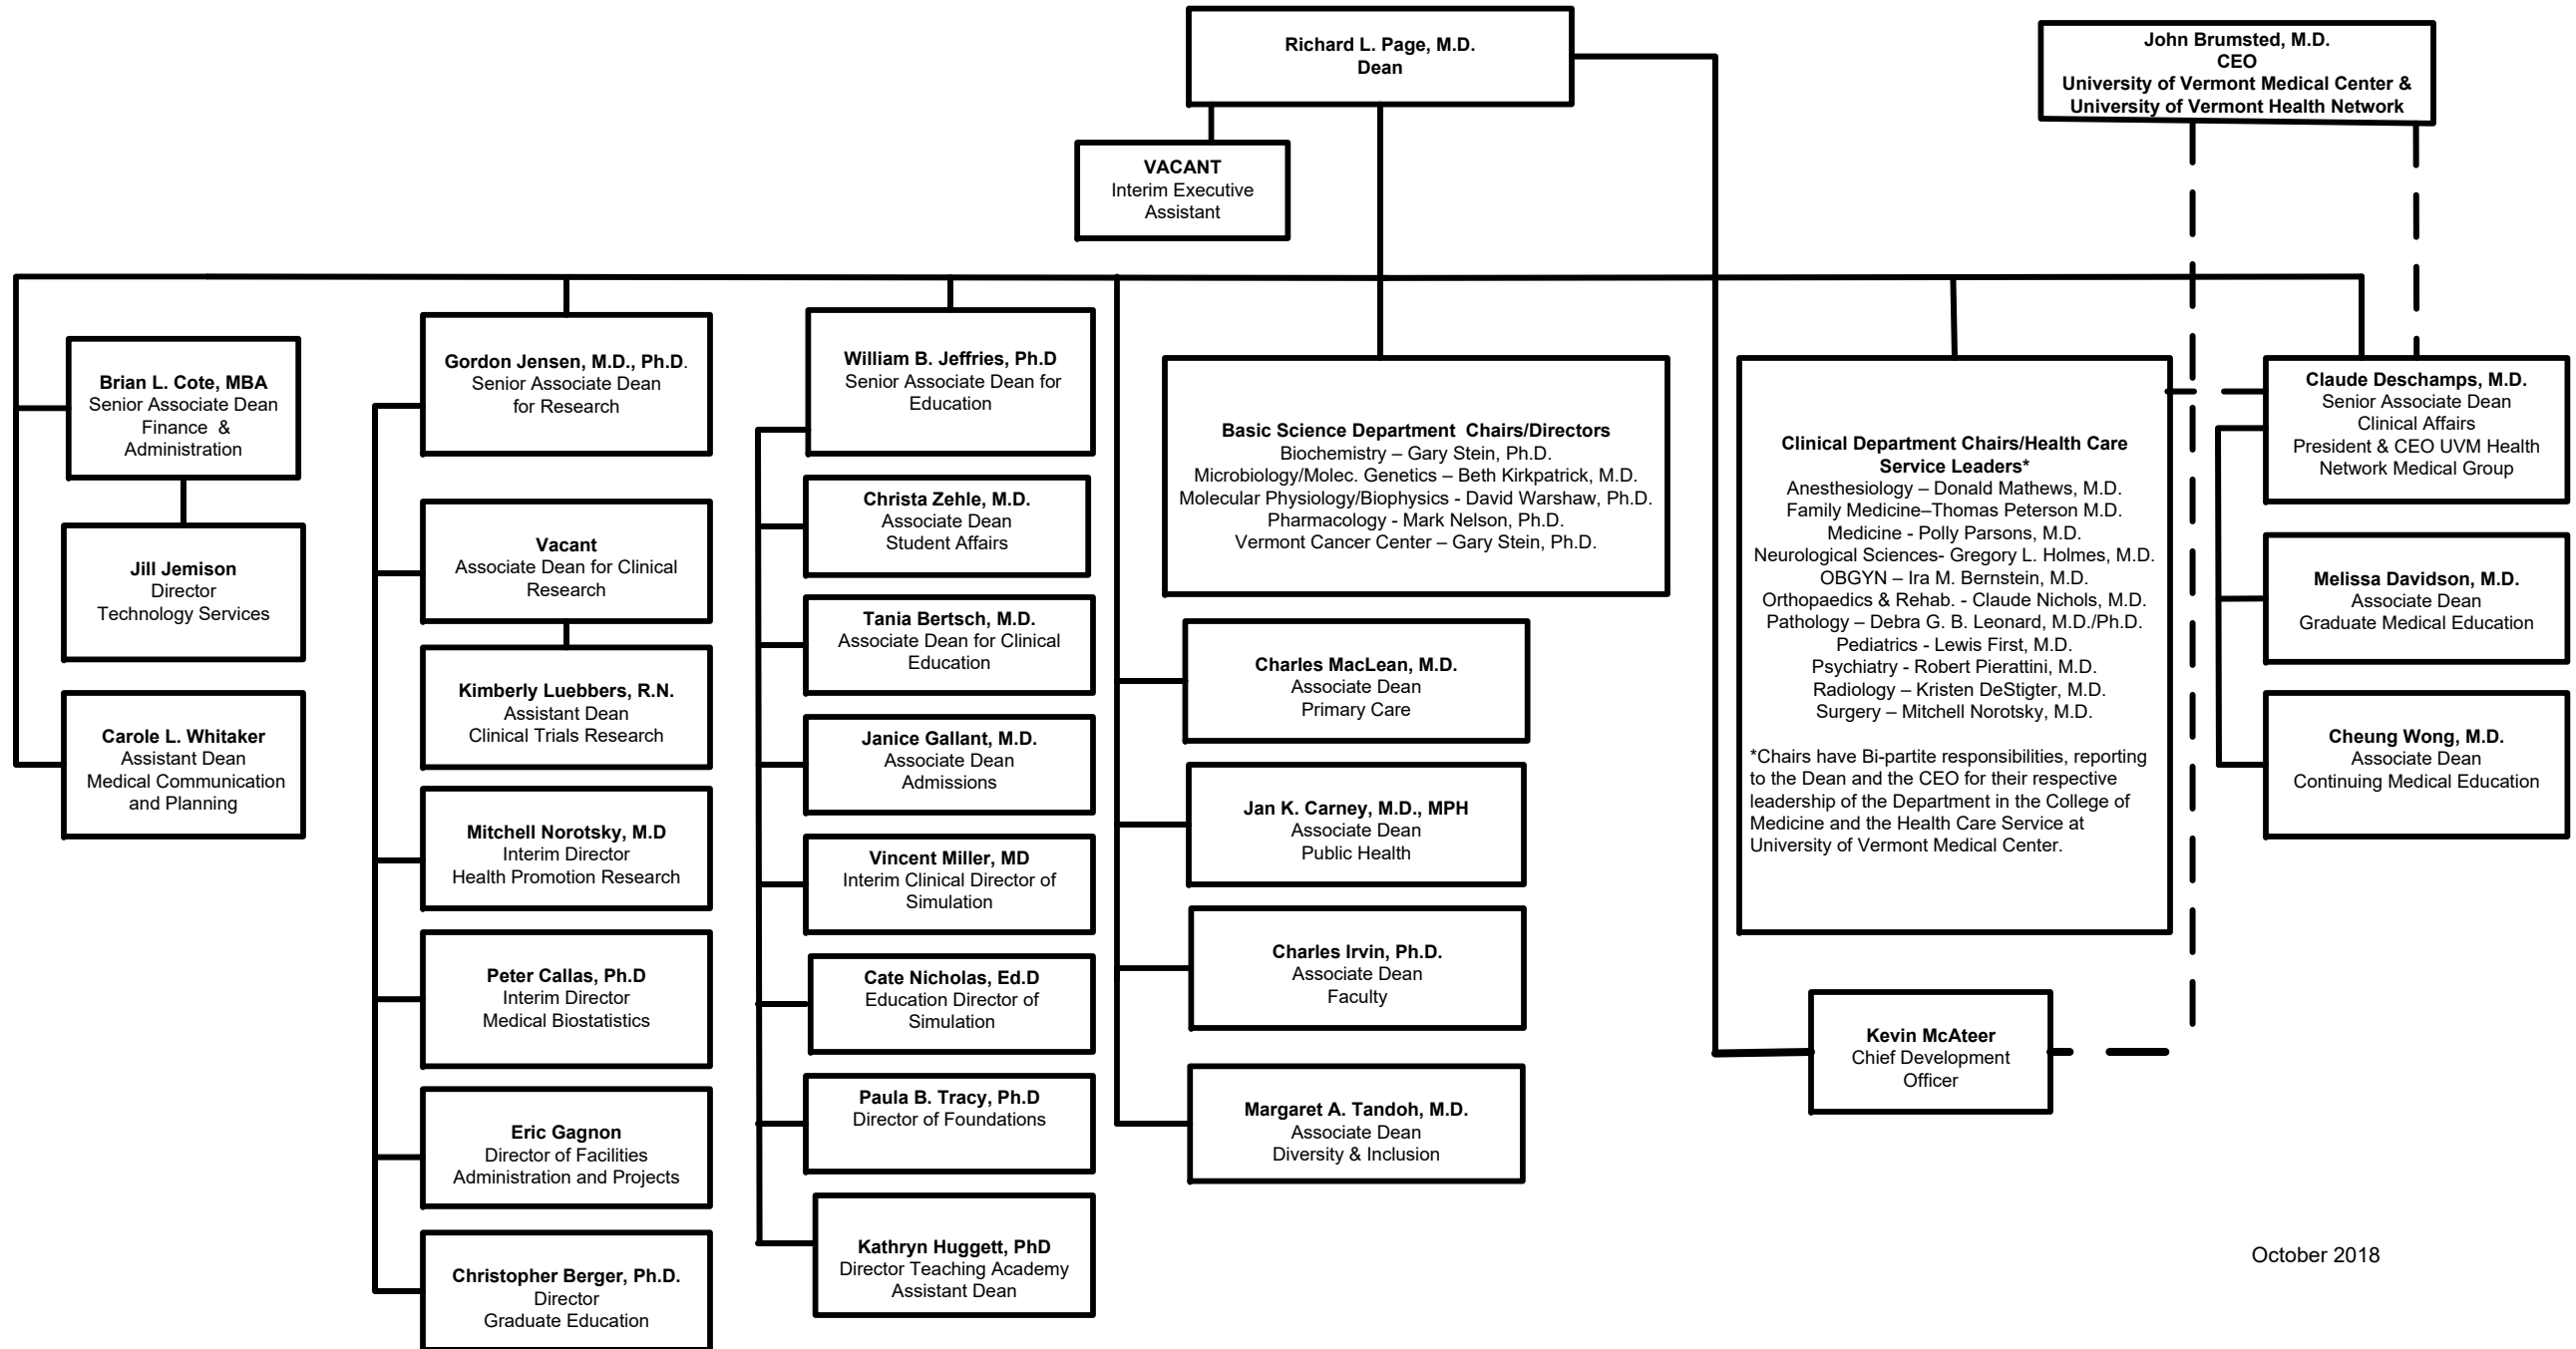 Richard L. Page, M.D.
Dean
John Brumsted, M.D.
CEO
University of Vermont Medical Center &
University of Vermont Health Network
VACANT
Interim Executive
Assistant
Brian L. Cote, MBA
Senior Associate Dean
Finance &
Administration
Jill Jemison
Director
Technology Services
Carole L. Whitaker
Assistant Dean
Medical Communication
and Planning
Gordon Jensen, M.D., Ph.D.
Senior Associate Dean
for Research
Vacant
Associate Dean for Clinical
Research
Kimberly Luebbers, R.N.
Assistant Dean
Clinical Trials Research
Mitchell Norotsky, M.D
Interim Director
Health Promotion Research
Peter Callas, Ph.D
Interim Director
Medical Biostatistics
Eric Gagnon
Director of Facilities
Administration and Projects
Christopher Berger, Ph.D.
Director
Graduate Education
William B. Jeffries, Ph.D
Senior Associate Dean for
Education
Christa Zehle, M.D.
Associate Dean
Student Affairs
Tania Bertsch, M.D.
Associate Dean for Clinical
Education
Janice Gallant, M.D.
Associate Dean
Admissions
Vincent Miller, MD
Interim Clinical Director of
Simulation
Cate Nicholas, Ed.D
Education Director of
Simulation
Paula B. Tracy, Ph.D
Director of Foundations
Kathryn Huggett, PhD
Director Teaching Academy
Assistant Dean
Basic Science Department Chairs/Directors
Biochemistry – Gary Stein, Ph.D.
Microbiology/Molec. Genetics – Beth Kirkpatrick, M.D.
Molecular Physiology/Biophysics - David Warshaw, Ph.D.
Pharmacology - Mark Nelson, Ph.D.
Vermont Cancer Center – Gary Stein, Ph.D.
Charles MacLean, M.D.
Associate Dean
Primary Care
Jan K. Carney, M.D., MPH
Associate Dean
Public Health
Charles Irvin, Ph.D.
Associate Dean
Faculty
Margaret A. Tandoh, M.D.
Associate Dean
Diversity & Inclusion
Clinical Department Chairs/Health Care
Service Leaders*
Anesthesiology – Donald Mathews, M.D.
Family Medicine–Thomas Peterson M.D.
Medicine - Polly Parsons, M.D.
Neurological Sciences- Gregory L. Holmes, M.D.
OBGYN – Ira M. Bernstein, M.D.
Orthopaedics & Rehab. - Claude Nichols, M.D.
Pathology – Debra G. B. Leonard, M.D./Ph.D.
Pediatrics - Lewis First, M.D.
Psychiatry - Robert Pierattini, M.D.
Radiology – Kristen DeStigter, M.D.
Surgery – Mitchell Norotsky, M.D.
*Chairs have Bi-partite responsibilities, reporting
to the Dean and the CEO for their respective
leadership of the Department in the College of
Medicine and the Health Care Service at
University of Vermont Medical Center.
Kevin McAteer
Chief Development
Officer
Claude Deschamps, M.D.
Senior Associate Dean
Clinical Affairs
President & CEO UVM Health
Network Medical Group
Melissa Davidson, M.D.
Associate Dean
Graduate Medical Education
Cheung Wong, M.D.
Associate Dean
Continuing Medical Education
October 2018